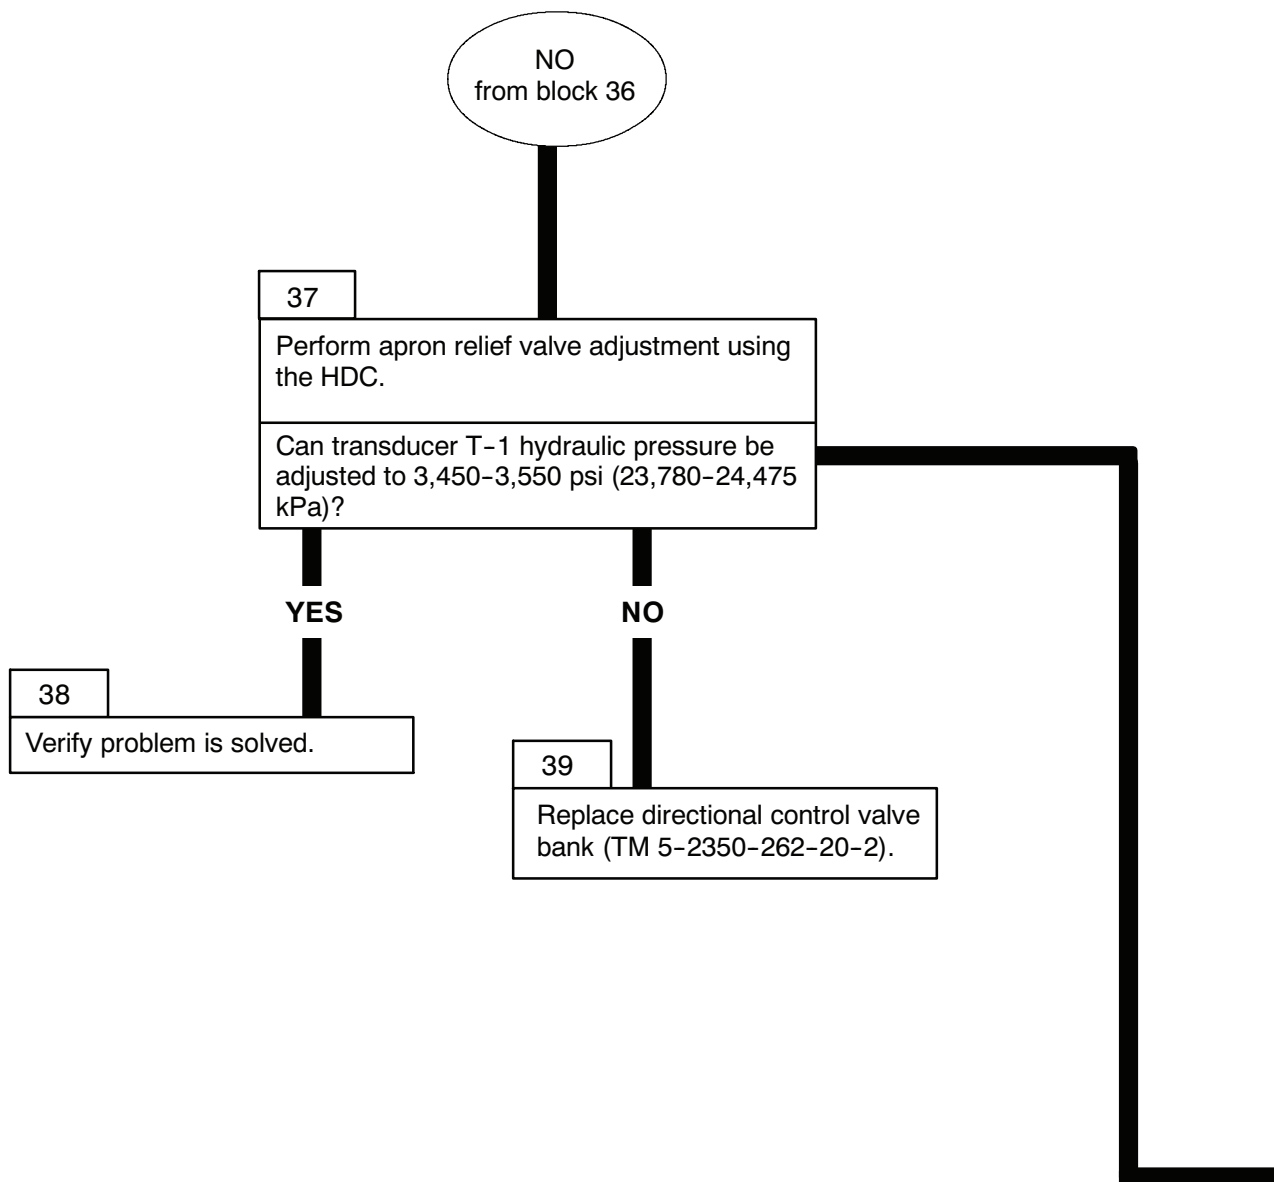 NO
from block 36
37
Perform apron relief valve adjustment using
the HDC.
Can transducer T-1 hydraulic pressure be
adjusted to 3,450-3,550 psi (23,780-24,475
kPa)?
YES
NO
38
Verify problem is solved.
39
Replace directional control valve
bank (TM 5-2350-262-20-2).